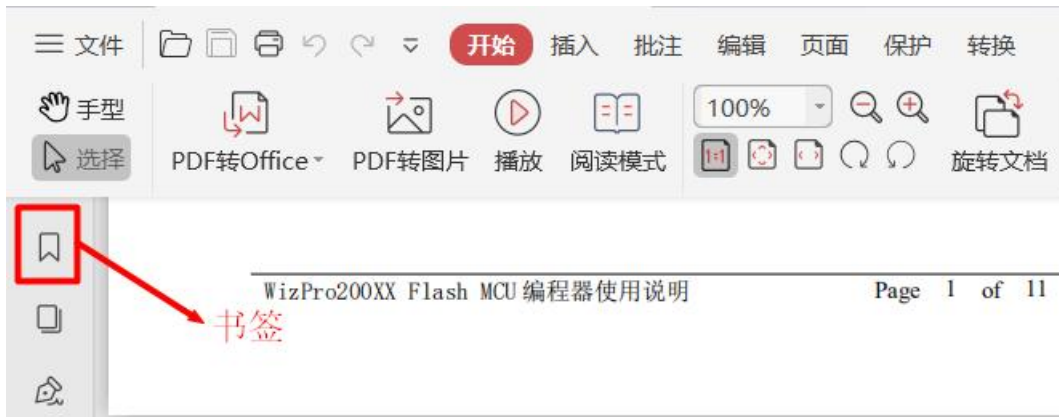 文件 开始 插入 批注 编辑 页面 保护 转换
手型 100%
选择 PDF转Office PDF转图片 播放 阅读模式 1:1 旋转文档
WizPro200XX Flash MCU 编程器使用说明 Page 1 of 11
书签